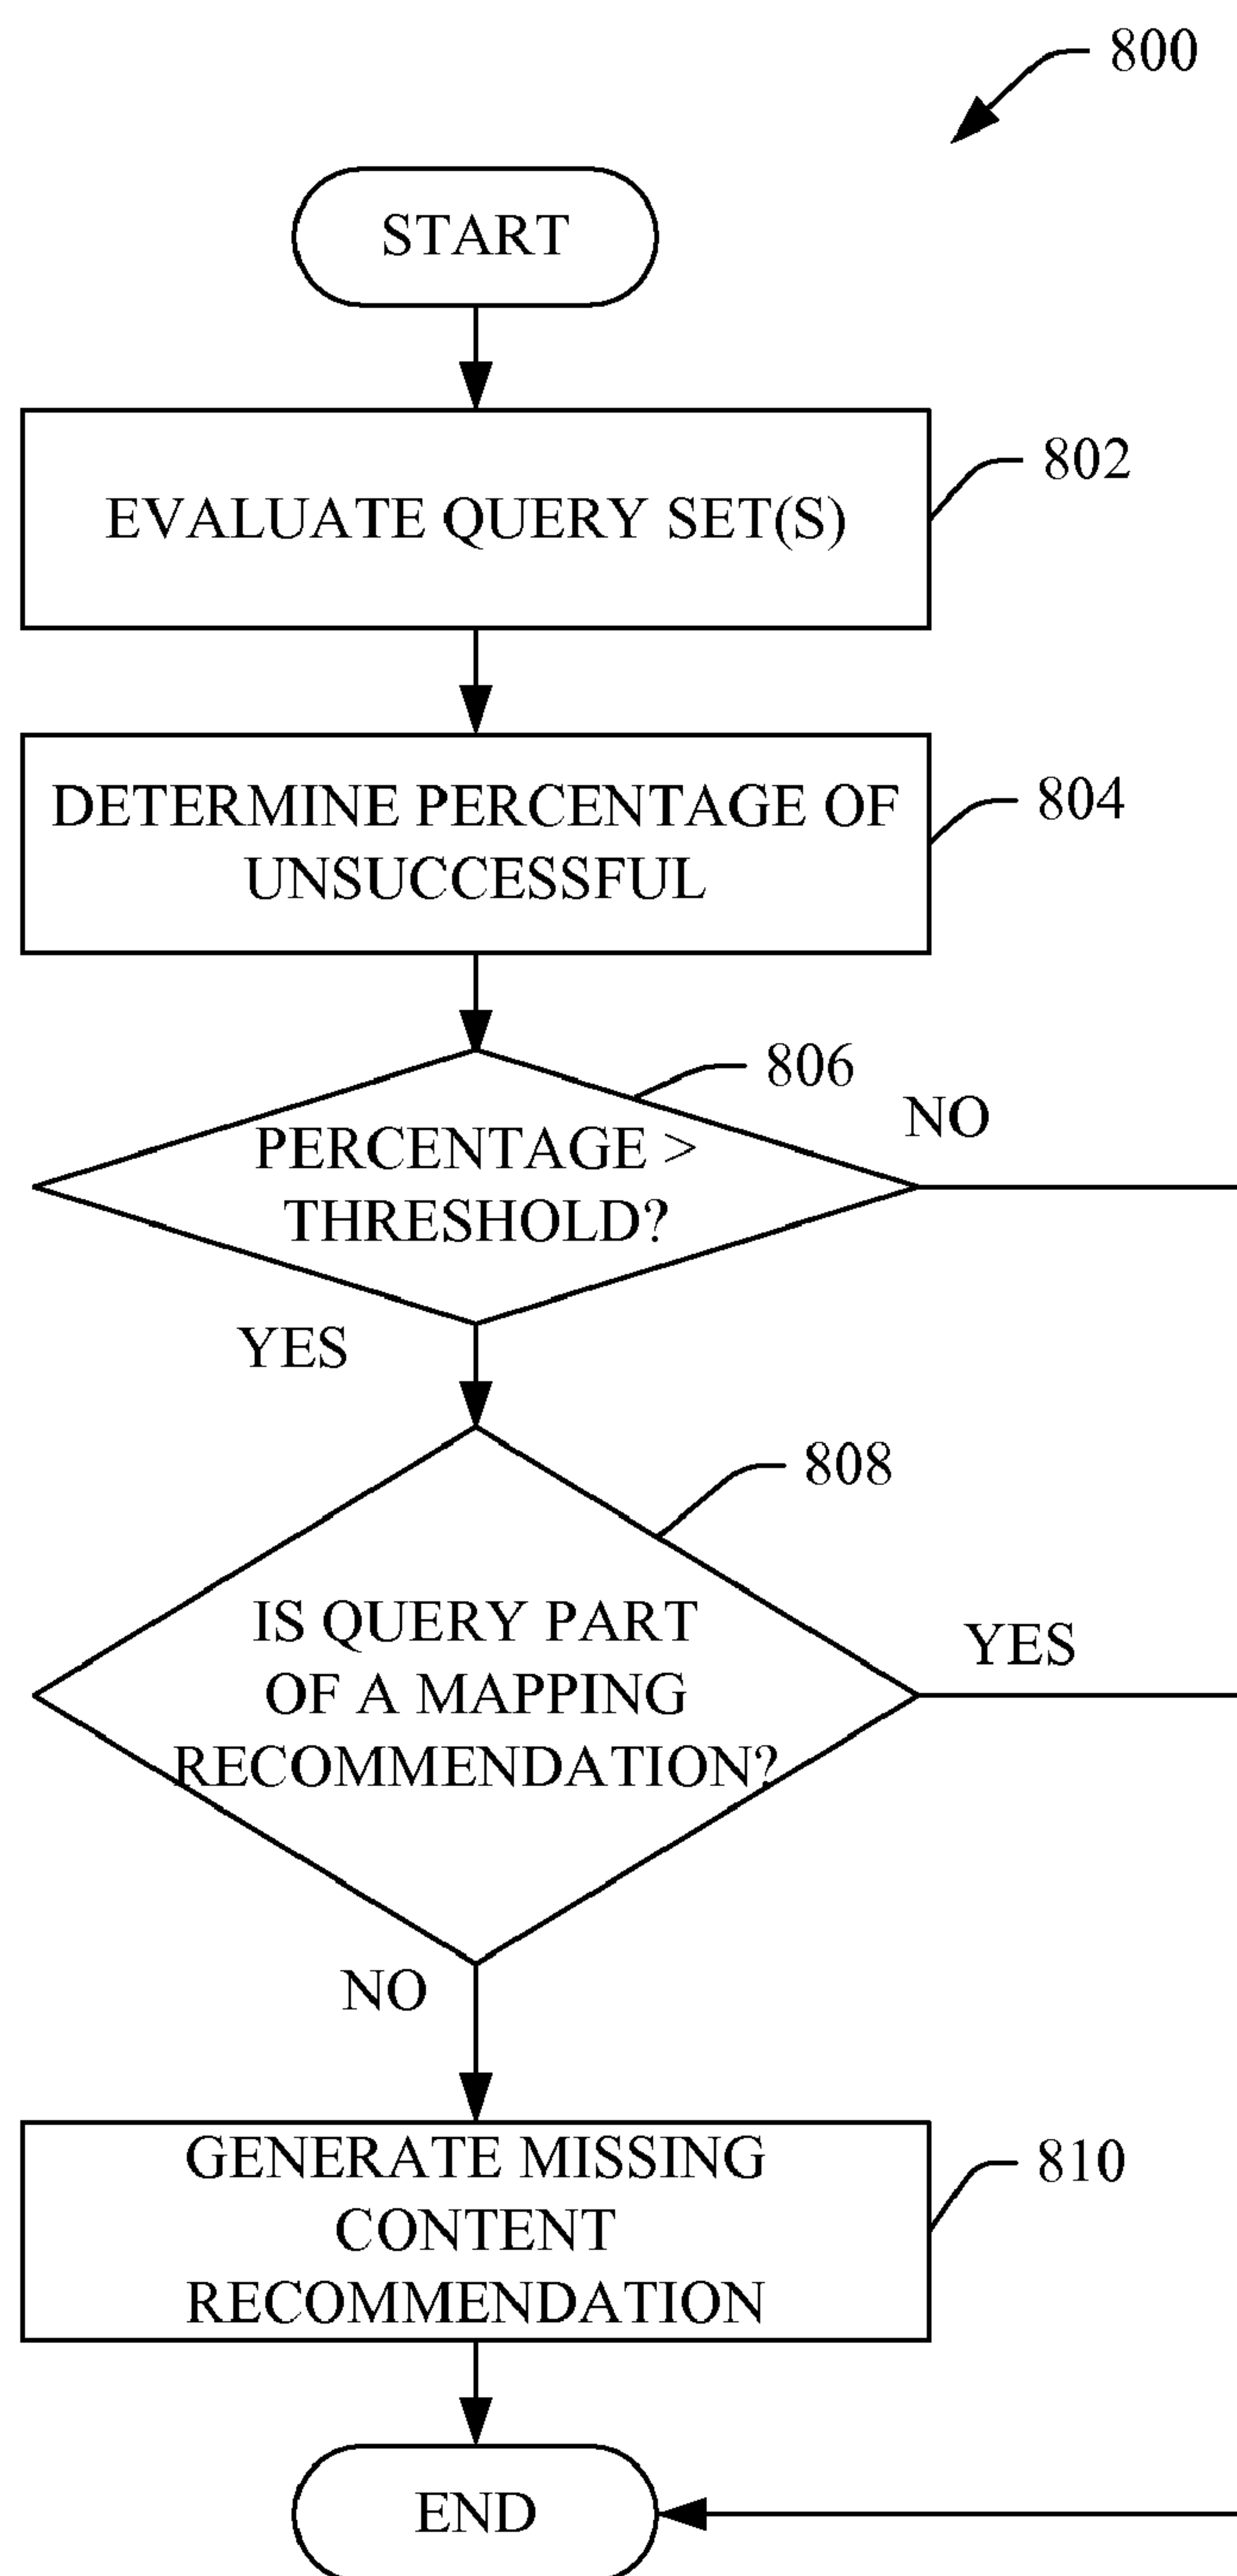 800
START
802
EVALUATE QUERY SET(S)
804
DETERMINE PERCENTAGE OF
UNSUCCESSFUL
806
NO
PERCENTAGE >
THRESHOLD?
YES
808
IS QUERY PART
OF A MAPPING
RECOMMENDATION?
YES
NO
810
GENERATE MISSING
CONTENT
RECOMMENDATION
END